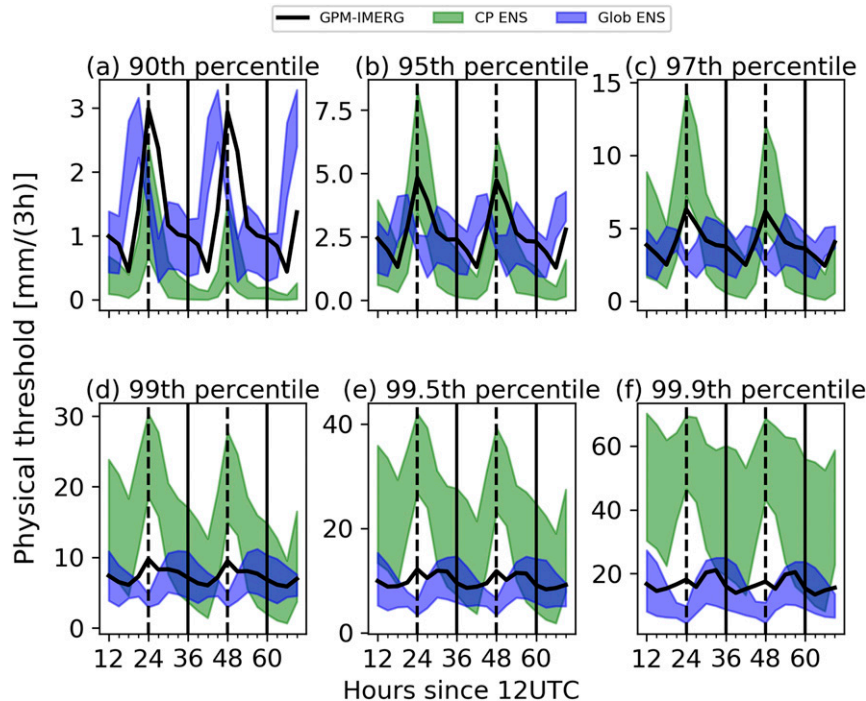 GPM-IMERG CP ENS Glob ENS
(a) 90th percentile (b) 95th percentile (c) 97th percentile
3 2 1 0
7.5 5.0 2.5 0.0
15 10 5 0
(d) 99th percentile (e) 99.5th percentile (f) 99.9th percentile
30 20 10 0
40 20 0
60 40 20
12 24 36 48 60 12 24 36 48 60 12 24 36 48 60
Physical threshold [mm/(3h)]
Hours since 12UTC